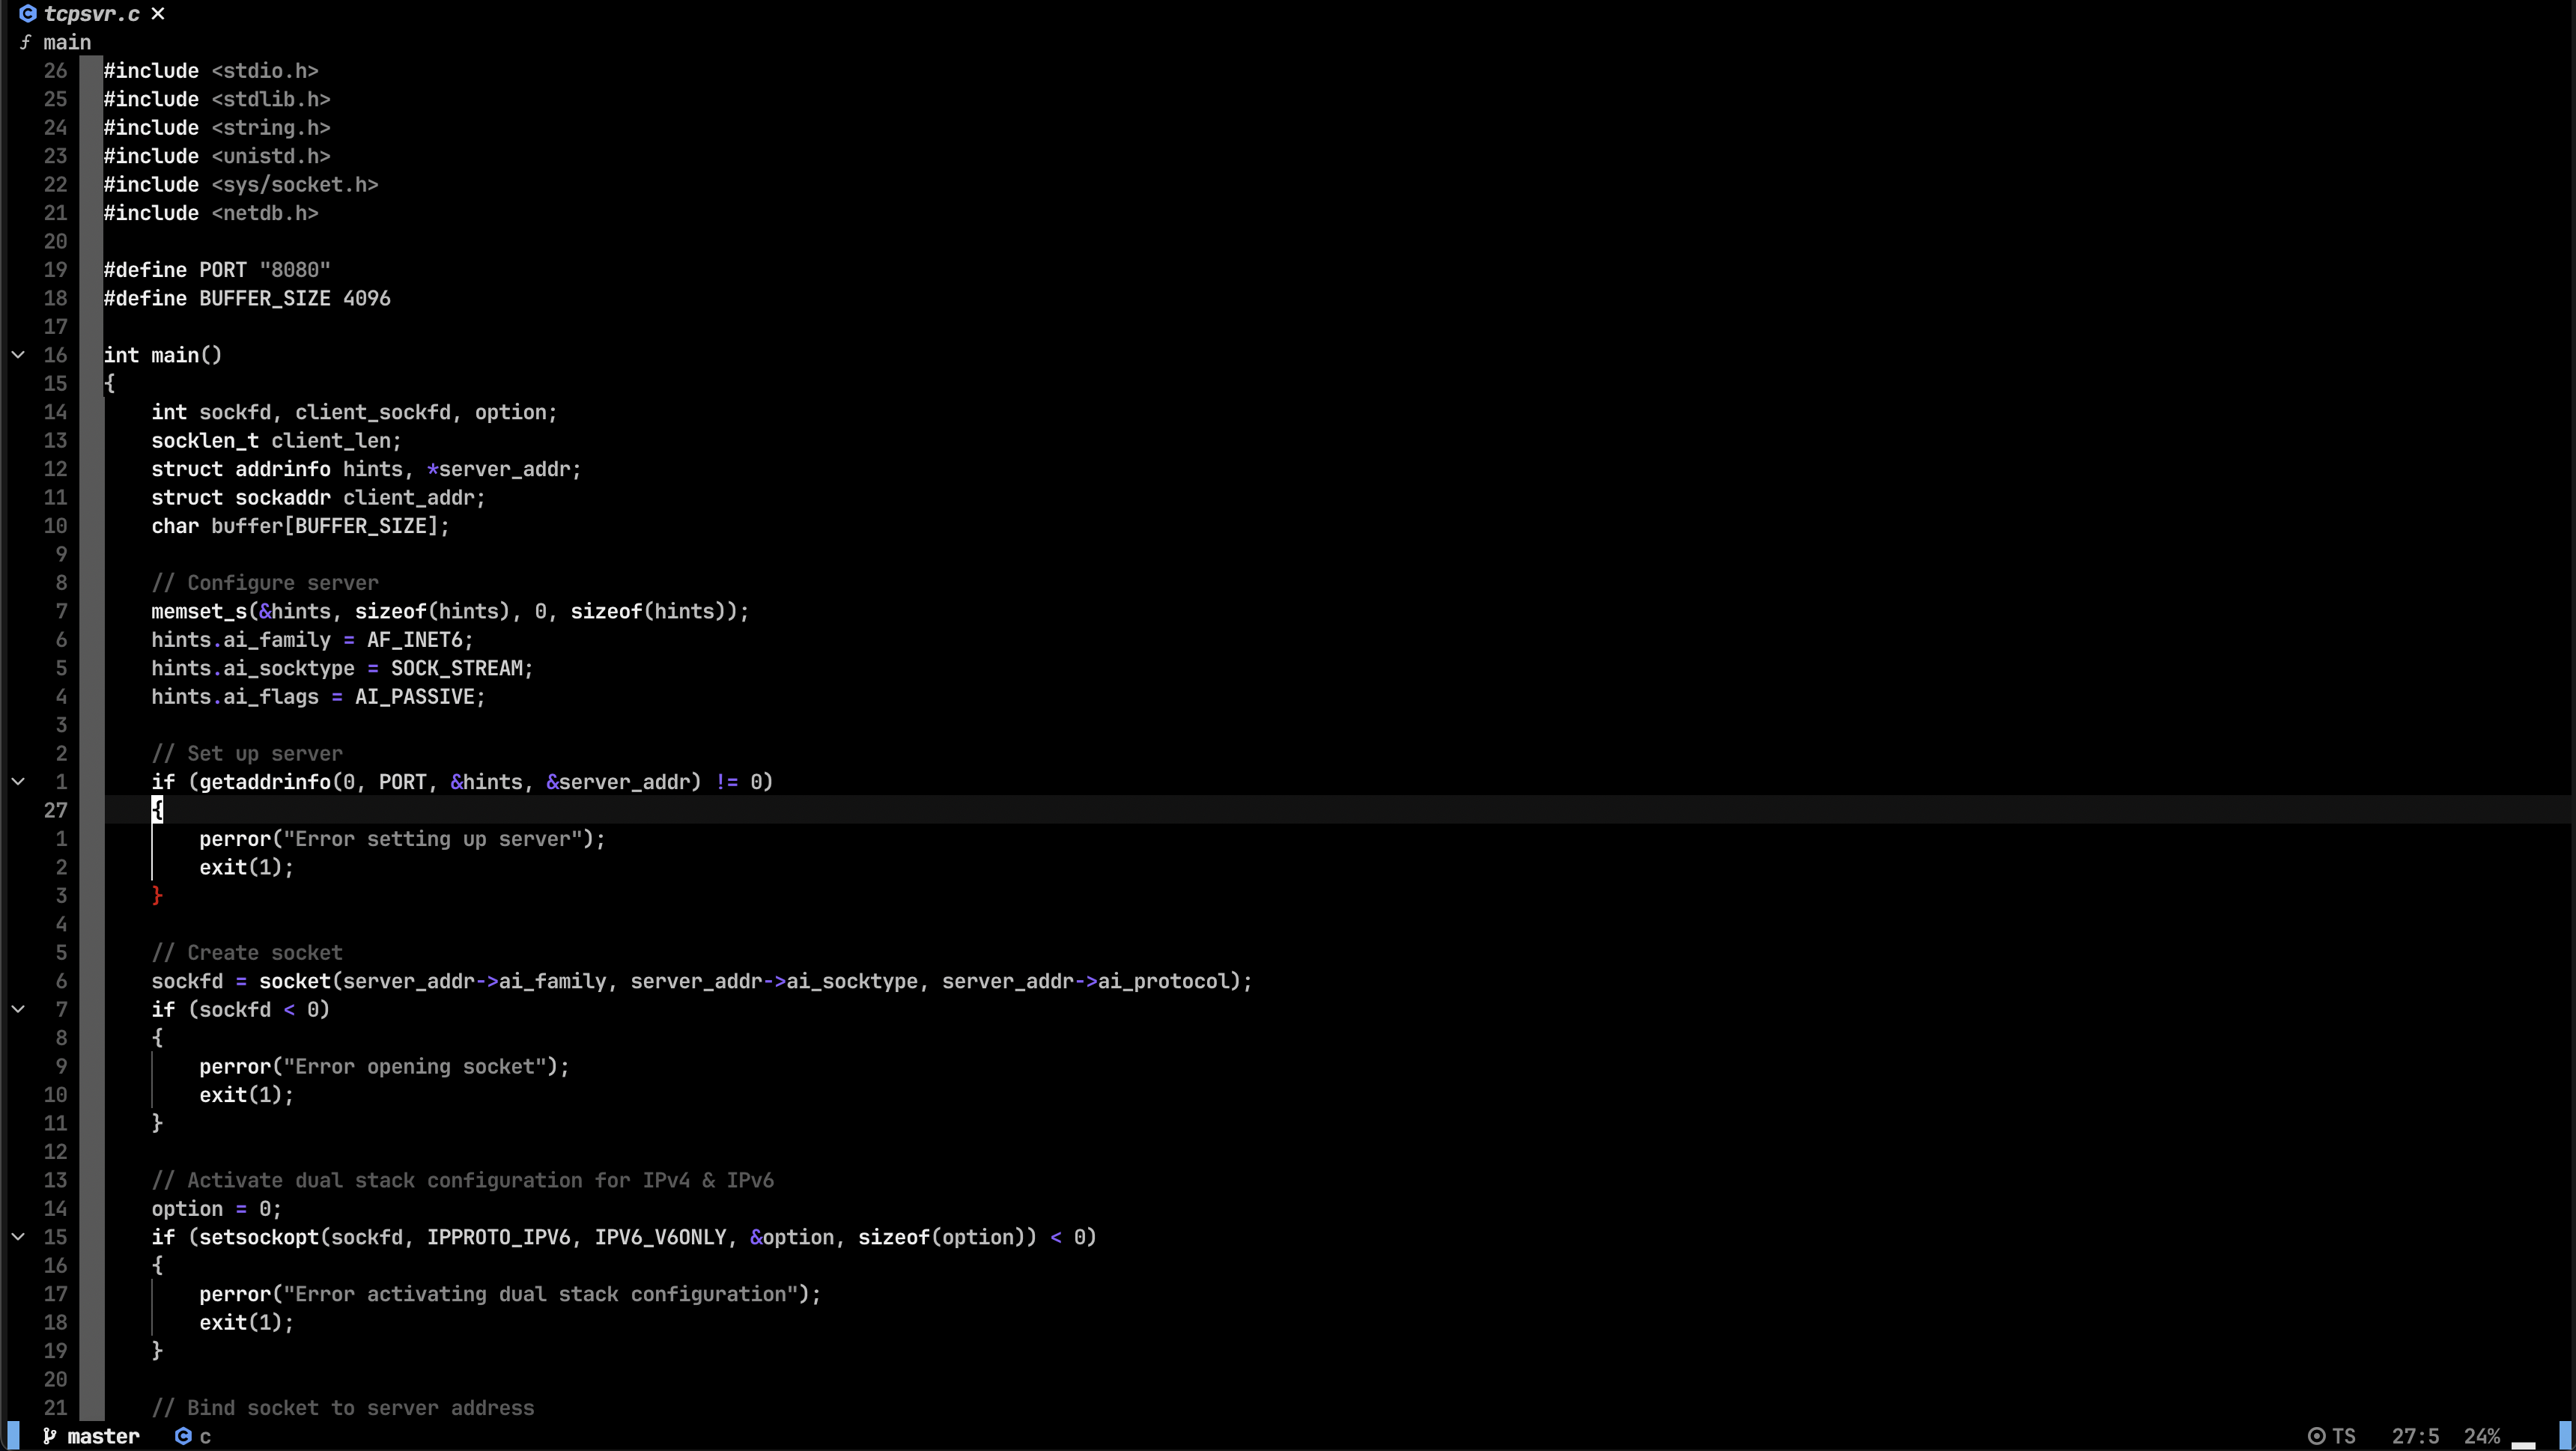 tcpsvr.c ×
f main
26 #include <stdio.h>
25 #include <stdlib.h>
24 #include <string.h>
23 #include <unistd.h>
22 #include <sys/socket.h>
21 #include <netdb.h>
20
19 #define PORT "8080"
18 #define BUFFER_SIZE 4096
17
16 int main()
15 {
14     int sockfd, client_sockfd, option;
13     socklen_t client_len;
12     struct addrinfo hints, *server_addr;
11     struct sockaddr client_addr;
10     char buffer[BUFFER_SIZE];
9
8     // Configure server
7     memset_s(&hints, sizeof(hints), 0, sizeof(hints));
6     hints.ai_family = AF_INET6;
5     hints.ai_socktype = SOCK_STREAM;
4     hints.ai_flags = AI_PASSIVE;
3
2     // Set up server
1     if (getaddrinfo(0, PORT, &hints, &server_addr) != 0)
27     {
1         perror("Error setting up server");
2         exit(1);
3     }
4
5     // Create socket
6     sockfd = socket(server_addr->ai_family, server_addr->ai_socktype, server_addr->ai_protocol);
7     if (sockfd < 0)
8     {
9         perror("Error opening socket");
10         exit(1);
11     }
12
13     // Activate dual stack configuration for IPv4 & IPv6
14     option = 0;
15     if (setsockopt(sockfd, IPPROTO_IPV6, IPV6_V6ONLY, &option, sizeof(option)) < 0)
16     {
17         perror("Error activating dual stack configuration");
18         exit(1);
19     }
20
21     // Bind socket to server address
master c TS 27:5 24%